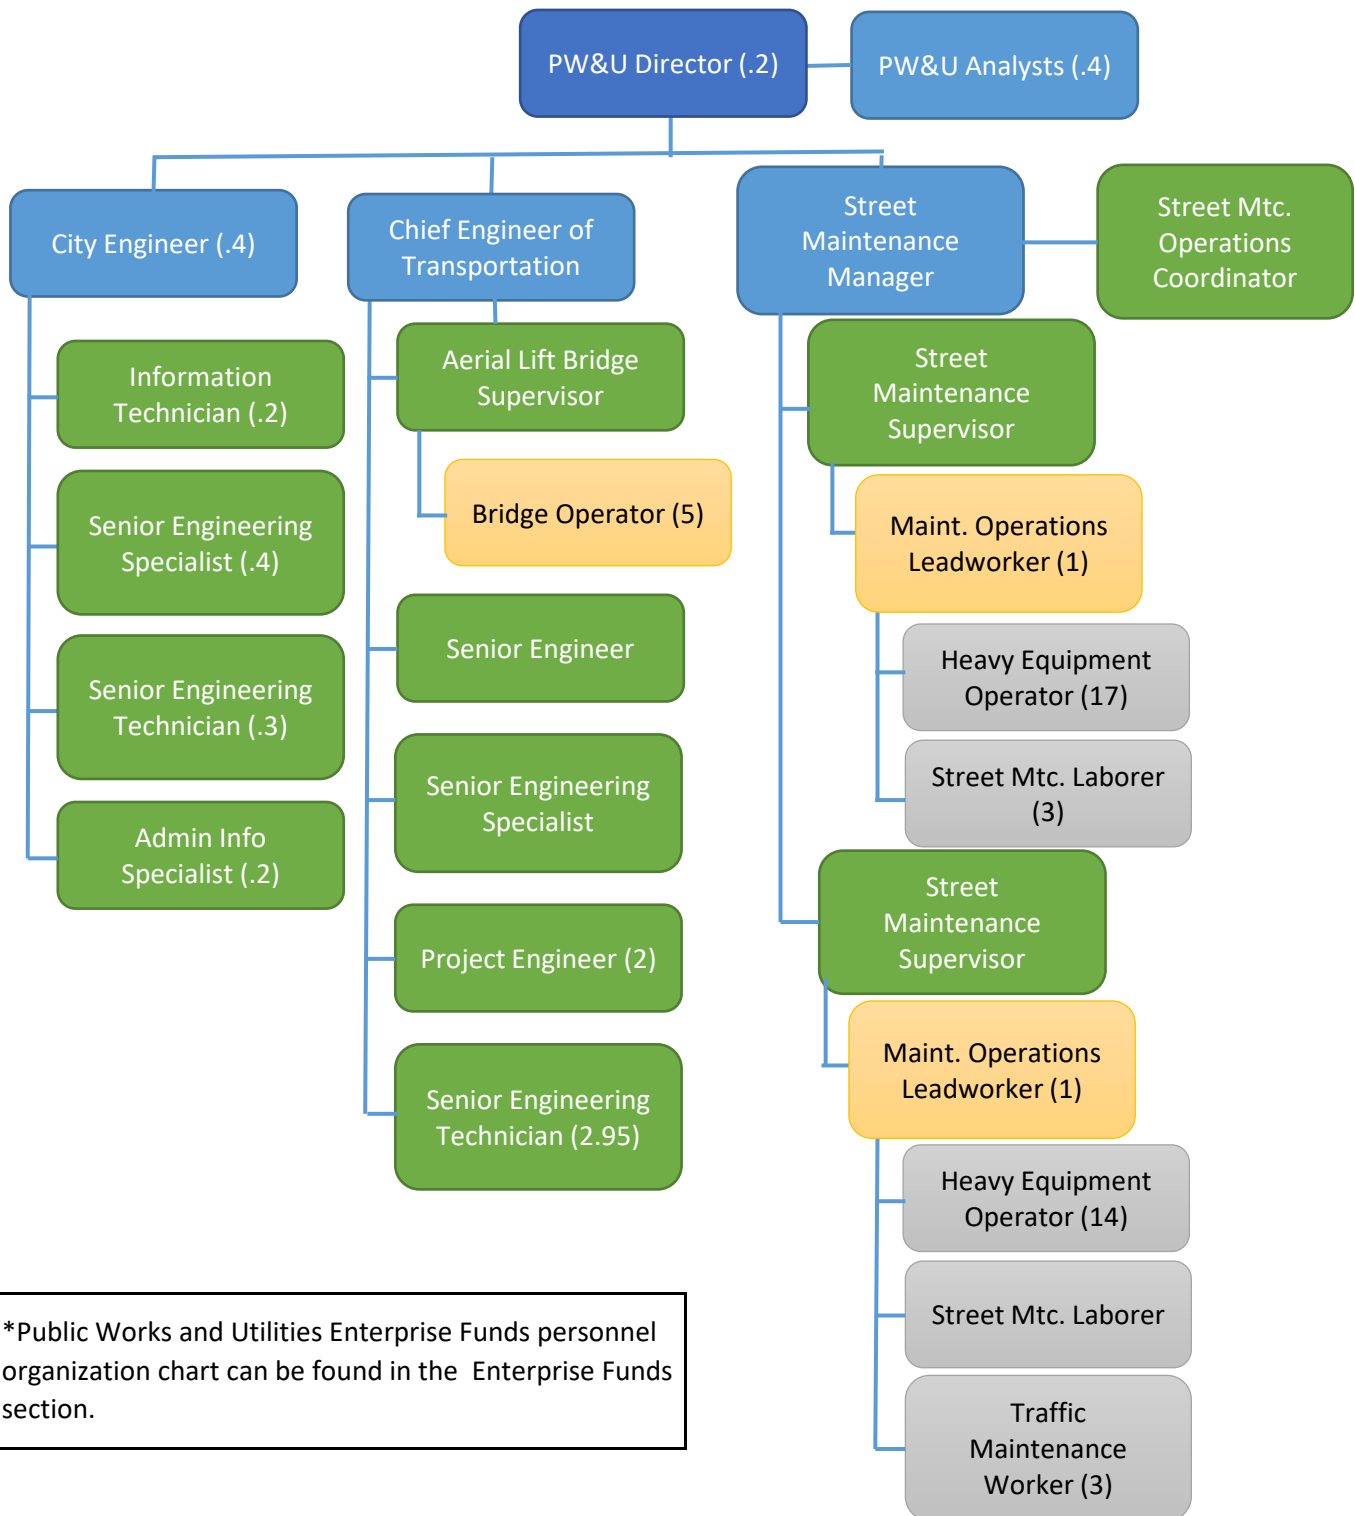 PW&U Director (.2)
PW&U Analysts (.4)
City Engineer (.4)
Information
Technician (.2)
Senior Engineering
Specialist (.4)
Senior Engineering
Technician (.3)
Admin Info
Specialist (.2)
Chief Engineer of
Transportation
Aerial Lift Bridge
Supervisor
Bridge Operator (5)
Senior Engineer
Senior Engineering
Specialist
Project Engineer (2)
Senior Engineering
Technician (2.95)
Street
Maintenance
Manager
Street Mtc.
Operations
Coordinator
Street
Maintenance
Supervisor
Maint. Operations
Leadworker (1)
Heavy Equipment
Operator (17)
Street Mtc. Laborer
(3)
Street
Maintenance
Supervisor
Maint. Operations
Leadworker (1)
Heavy Equipment
Operator (14)
Street Mtc. Laborer
Traffic
Maintenance
Worker (3)
*Public Works and Utilities Enterprise Funds personnel
organization chart can be found in the  Enterprise Funds
section.